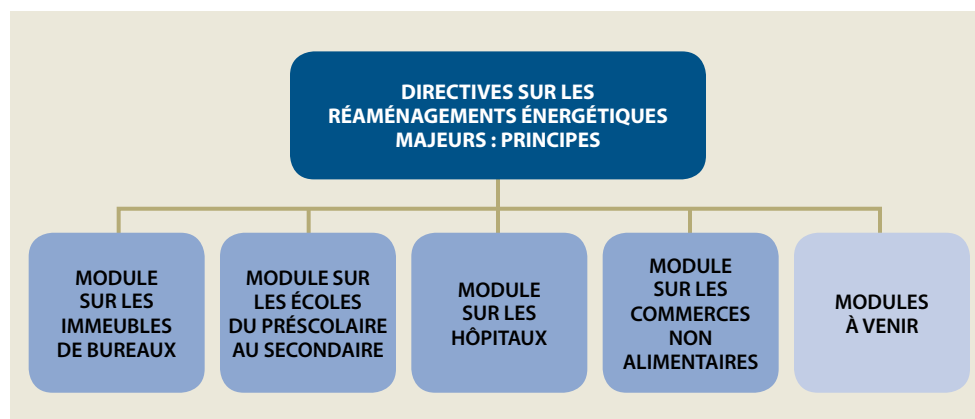 DIRECTIVES SUR LES
RÉAMÉNAGEMENTS ÉNERGÉTIQUES
MAJEURS : PRINCIPES
MODULE
SUR LES
IMMEUBLES
DE BUREAUX
MODULE SUR
LES ÉCOLES
DU PRÉSCOLAIRE
AU SECONDAIRE
MODULE
SUR LES
HÔPITAUX
MODULE
SUR LES
COMMERCES
NON
ALIMENTAIRES
MODULES
À VENIR